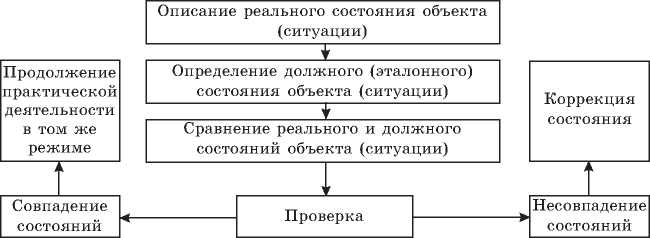 Описание реального состояния объекта
(ситуации)
Определение должного (эталонного)
состояния объекта (ситуации)
Сравнение реального и должного
состояний объекта (ситуации)
Продолжение
практической
деятельности
в том же
режиме
Коррекция
состояния
Совпадение
состояний
Проверка
Несовпадение
состояний